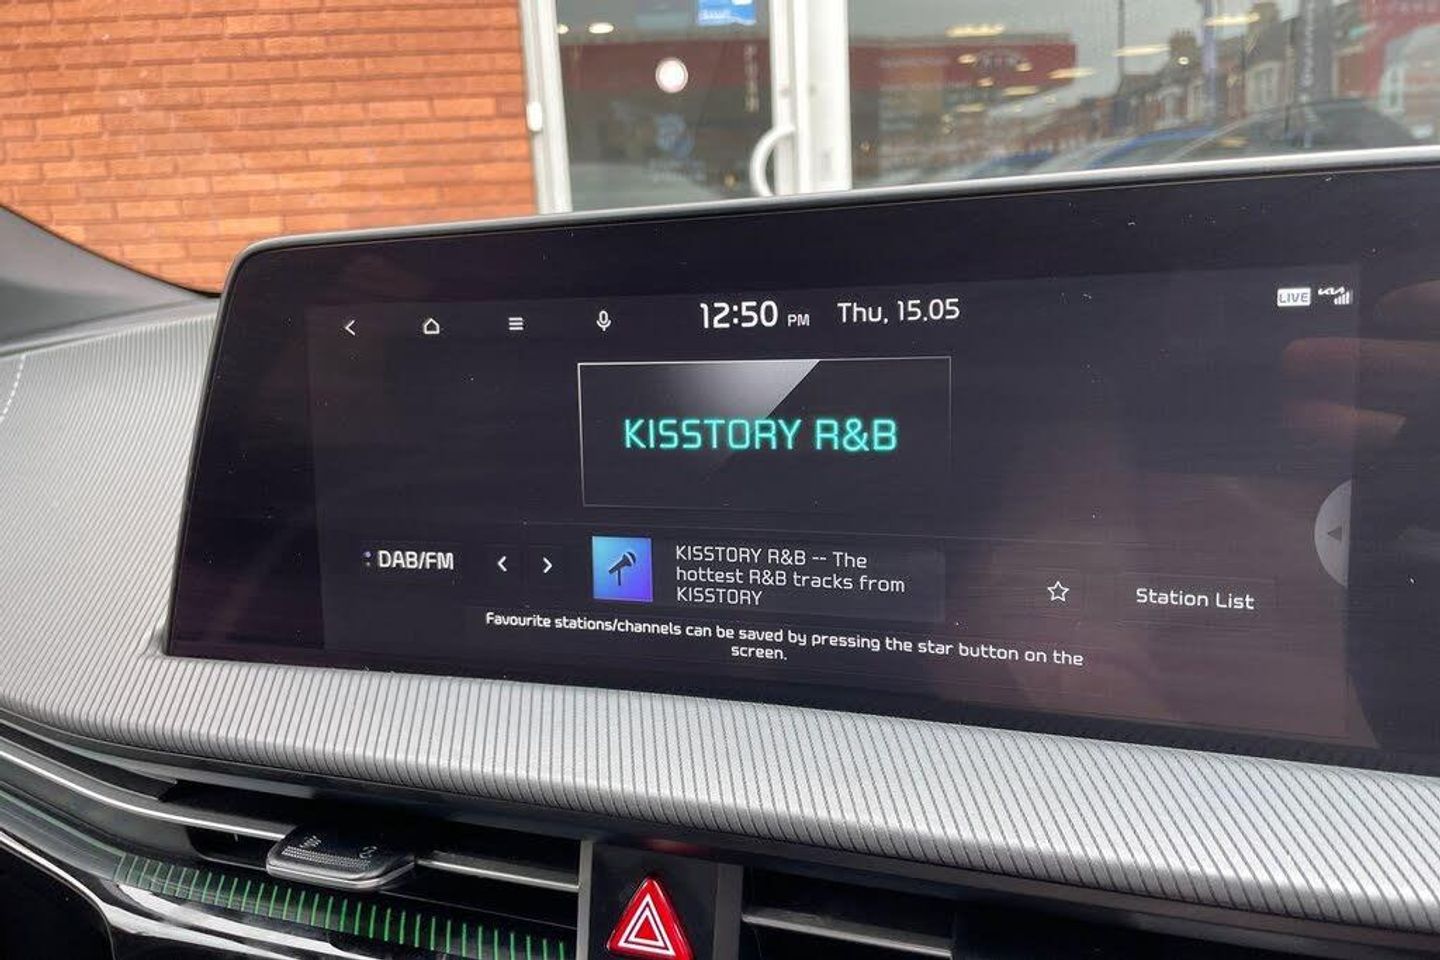 12:50 PM Thu, 15.05
LIVE KIA
KISSTORY R&B
DAB/FM
KISSTORY R&B -- The
hottest R&B tracks from
KISSTORY
Station List
Favourite stations/channels can be saved by pressing the star button on the
screen.